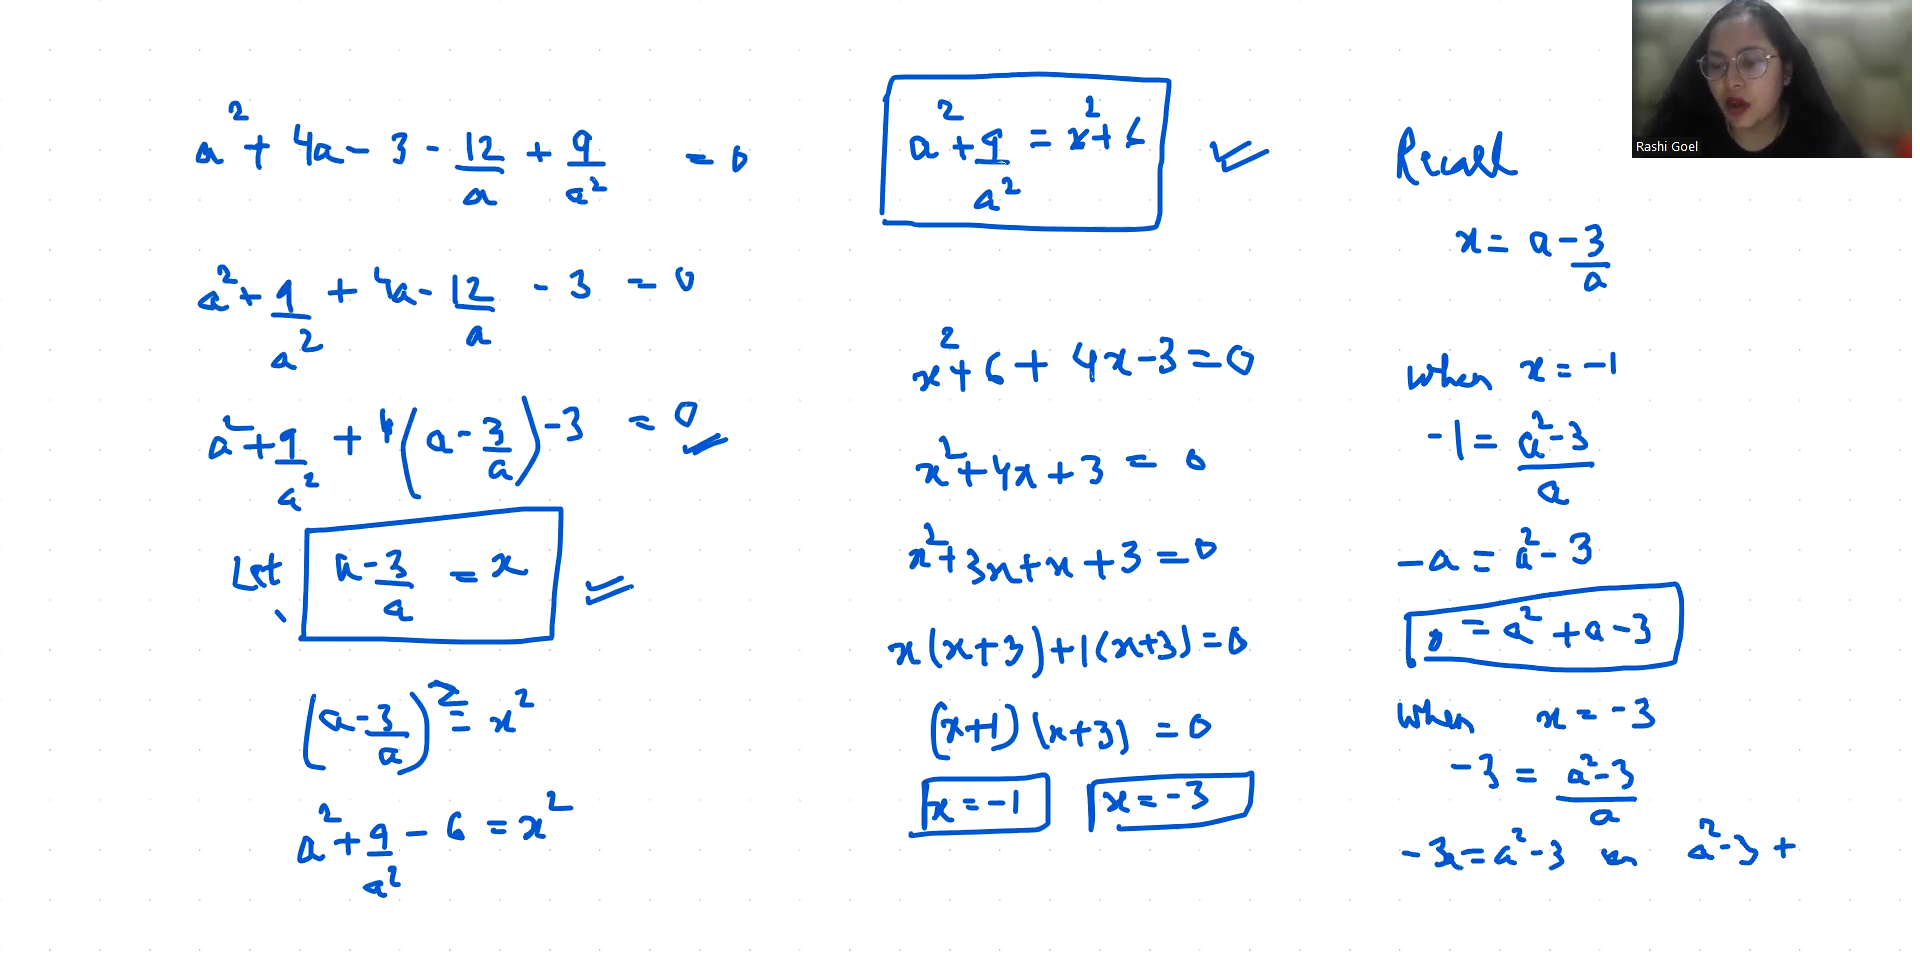 a² + 4a - 3 - 12/a + 9/a² = 0
a² + 9/a² + 4a - 12/a - 3 = 0
a² + 9/a² + 4(a - 3/a) - 3 = 0
Let a - 3/a = x
(a - 3/a)² = x²
a² + 9/a² - 6 = x²
a² + 9/a² = x² + 6
x² + 6 + 4x - 3 = 0
x² + 4x + 3 = 0
x² + 3x + x + 3 = 0
x(x+3) + 1(x+3) = 0
(x+1)(x+3) = 0
x = -1 x = -3
Recall
x = a - 3/a
when x = -1
-1 = a² - 3/a
-a = a² - 3
0 = a² + a - 3
when x = -3
-3 = a² - 3/a
-3a = a² - 3 a² - 3 +
Rashi Goel